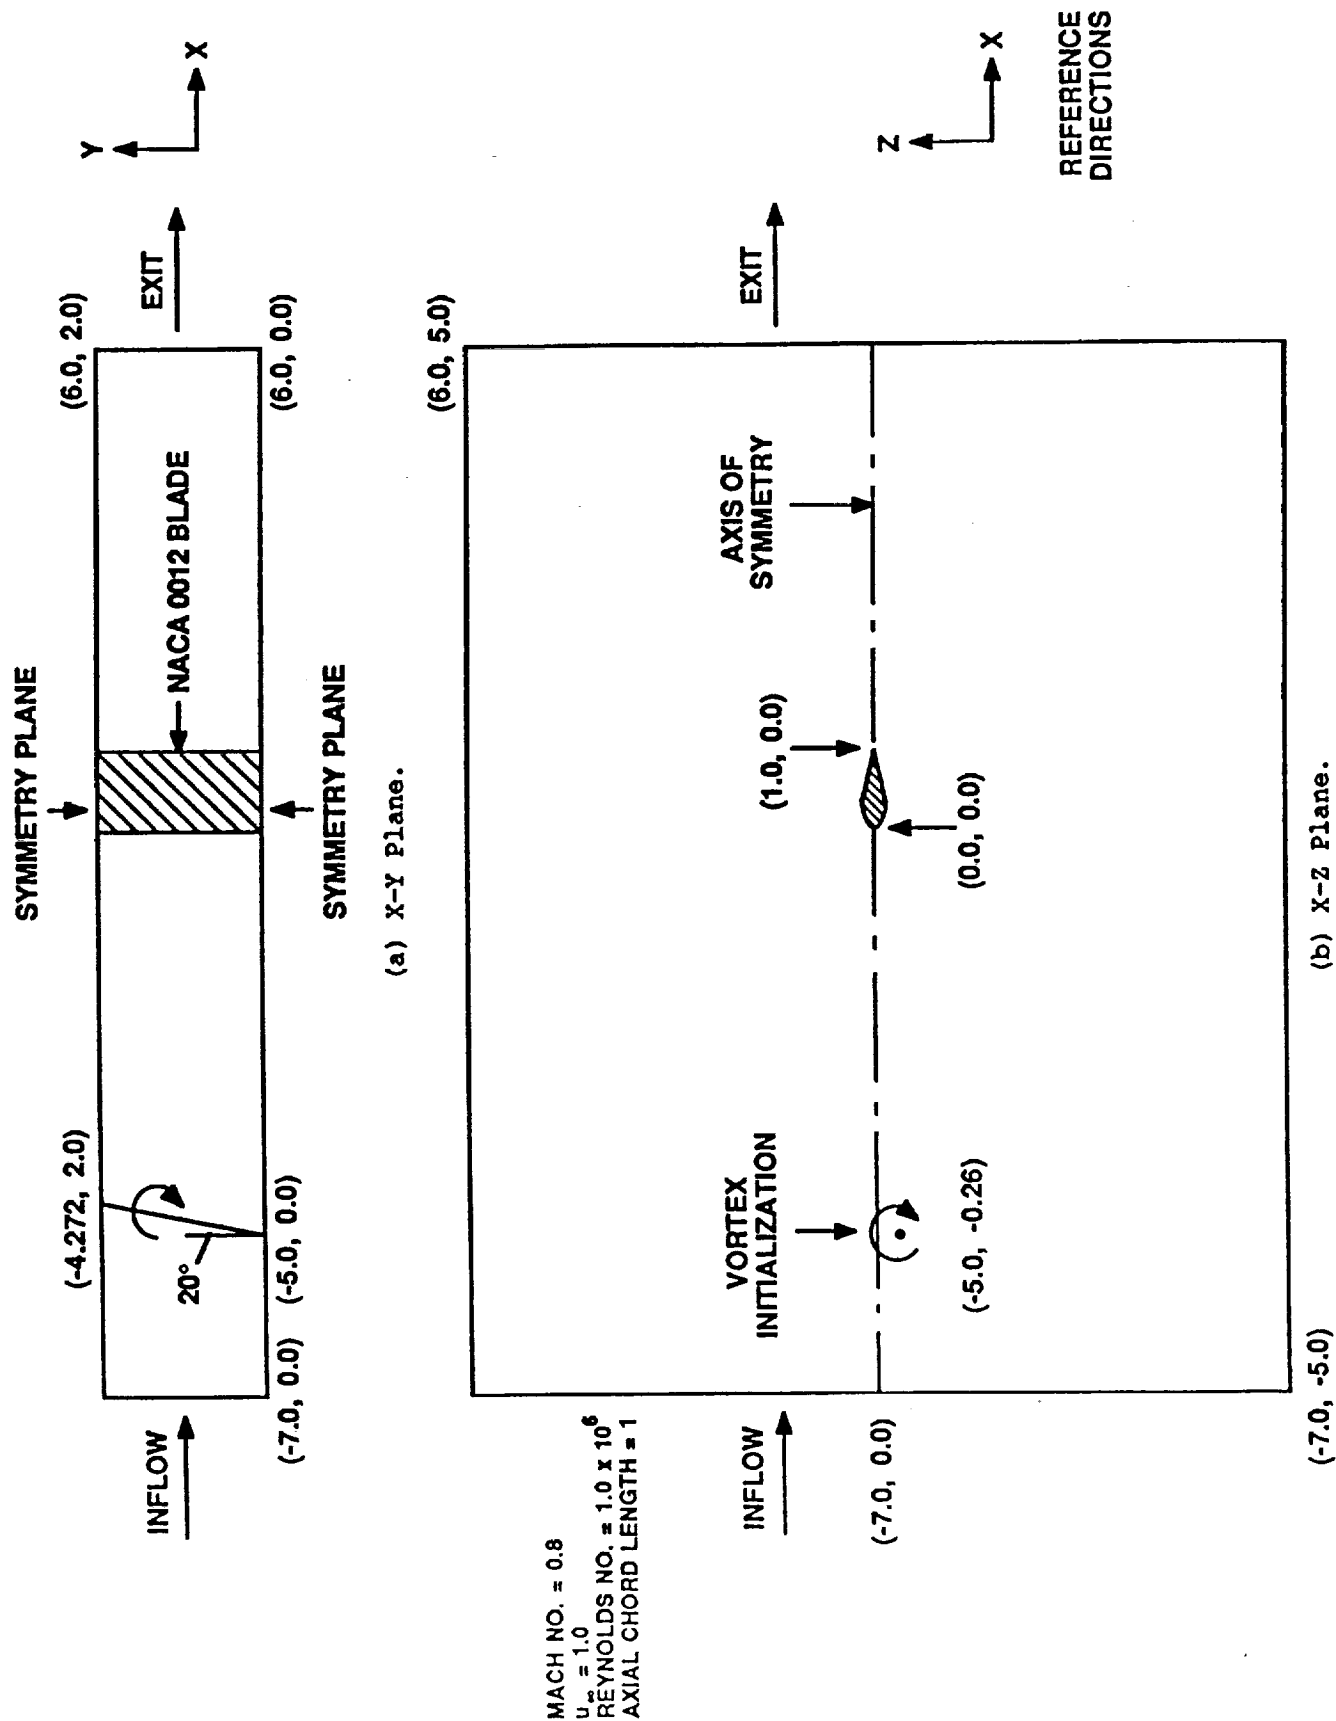 SYMMETRY PLANE
(-4.272, 2.0)
(6.0, 2.0)
Y
X
INFLOW
20°
NACA 0012 BLADE
EXIT
(-7.0, 0.0)
(-5.0, 0.0)
(6.0, 0.0)
SYMMETRY PLANE
(a) X-Y Plane.
MACH NO. = 0.8
u∞ = 1.0
REYNOLDS NO. = 1.0 x 10⁶
AXIAL CHORD LENGTH = 1
(6.0, 5.0)
INFLOW
VORTEX
INITIALIZATION
(1.0, 0.0)
AXIS OF
SYMMETRY
EXIT
Z
X
(-7.0, 0.0)
(-5.0, -0.26)
(0.0, 0.0)
REFERENCE
DIRECTIONS
(-7.0, -5.0)
(b) X-Z Plane.